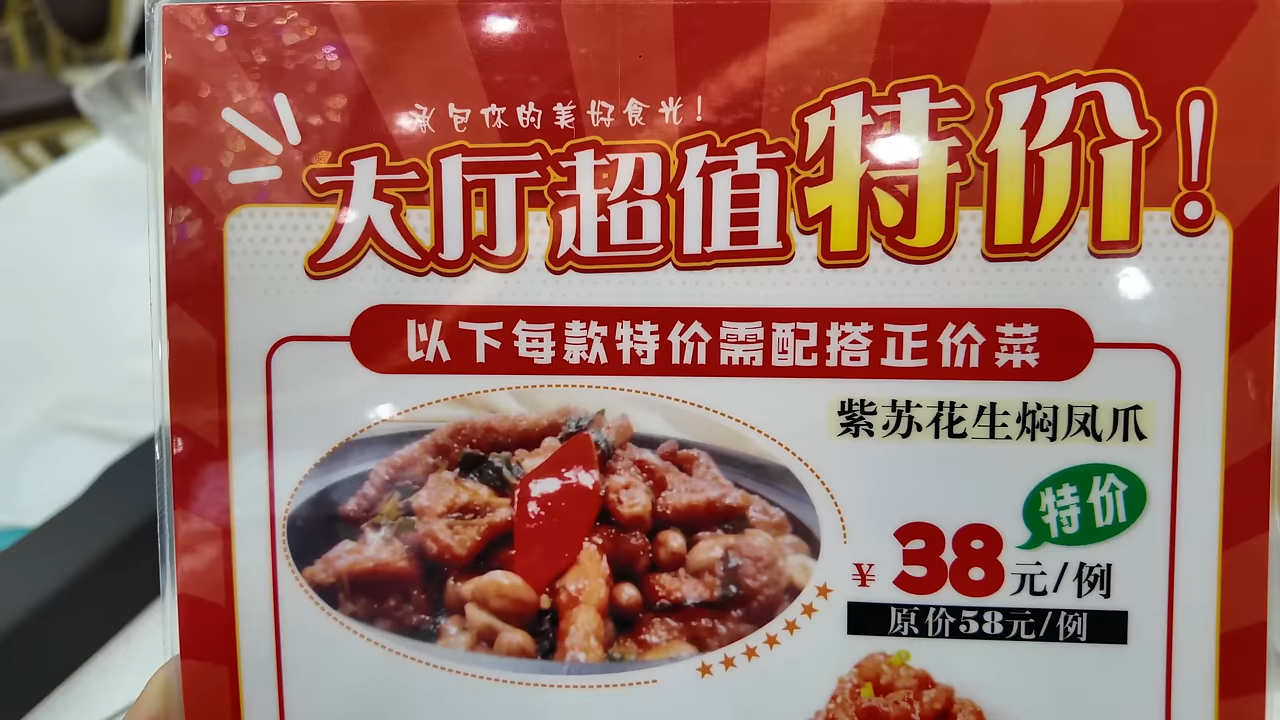 承包你的美好食光!
大厅超值特价!
以下每款特价需配搭正价菜
紫苏花生焖凤爪
特价
¥38元/例
原价58元/例